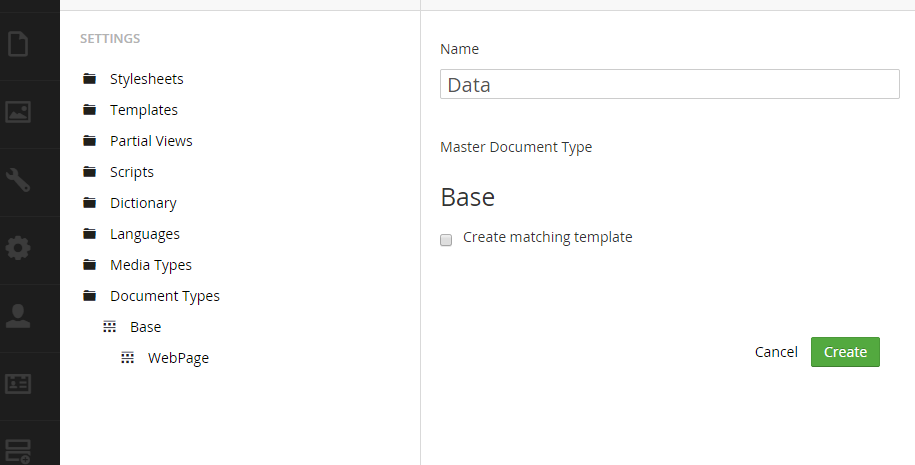 SETTINGS
Stylesheets
Templates
Partial Views
Scripts
Dictionary
Languages
Media Types
Document Types
Base
WebPage
Name
Data
Master Document Type
Base
Create matching template
Cancel Create